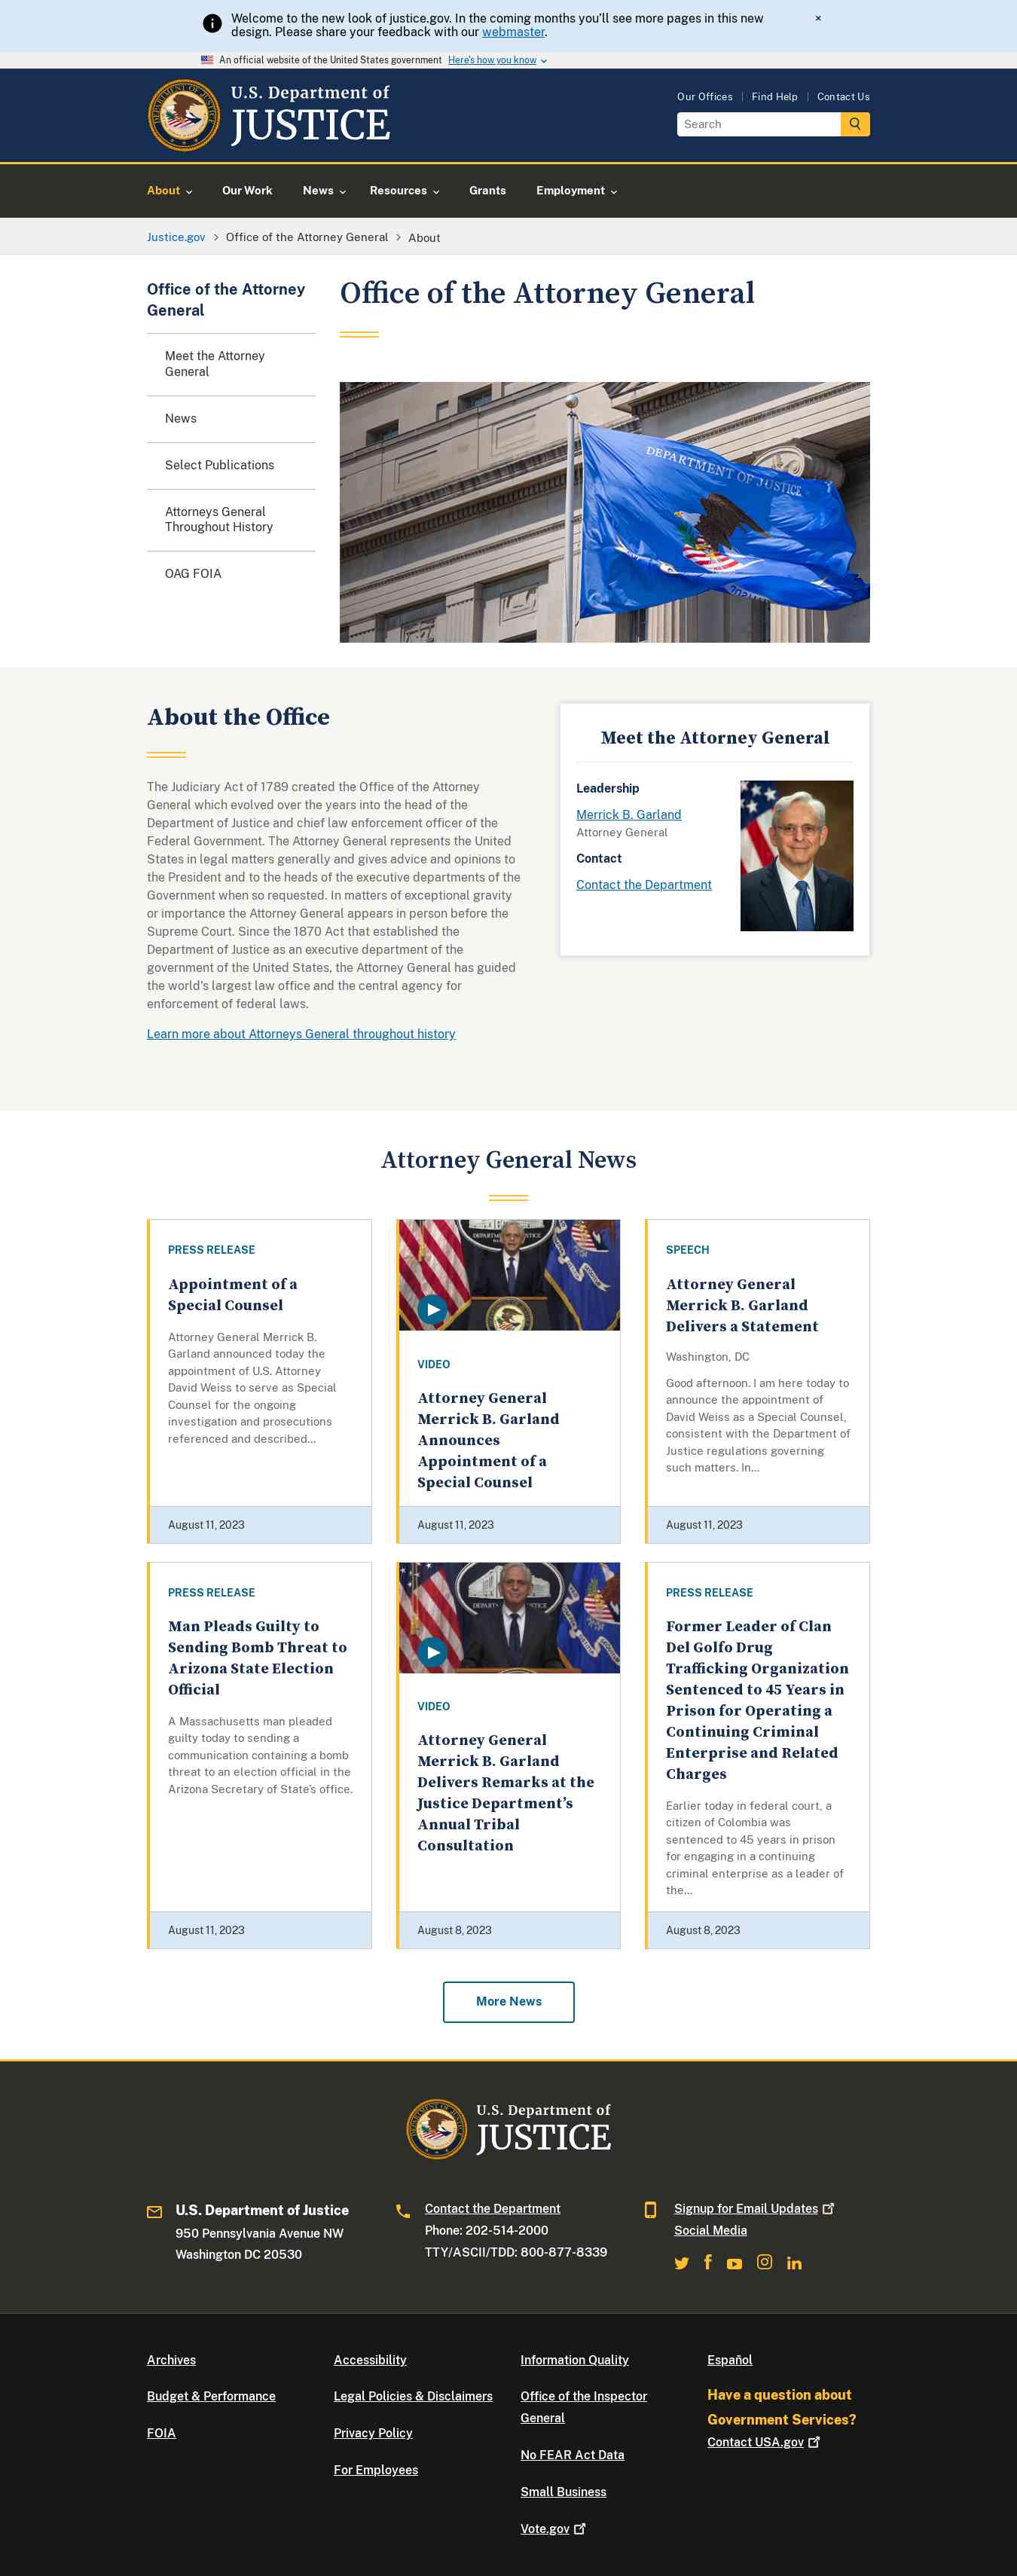 Welcome to the new look of justice.gov. In the coming months you'll see more pages in this new
design. Please share your feedback with our webmaster.
×
An official website of the United States government Here's how you know
U.S. Department of
JUSTICE
Our Offices | Find Help | Contact Us
Search
About
Our Work
News
Resources
Grants
Employment
Justice.gov > Office of the Attorney General > About
Office of the Attorney
General
Meet the Attorney
General
News
Select Publications
Attorneys General
Throughout History
OAG FOIA
Office of the Attorney General
DEPARTMENT OF JUSTICE
About the Office
The Judiciary Act of 1789 created the Office of the Attorney
General which evolved over the years into the head of the
Department of Justice and chief law enforcement officer of the
Federal Government. The Attorney General represents the United
States in legal matters generally and gives advice and opinions to
the President and to the heads of the executive departments of the
Government when so requested. In matters of exceptional gravity
or importance the Attorney General appears in person before the
Supreme Court. Since the 1870 Act that established the
Department of Justice as an executive department of the
government of the United States, the Attorney General has guided
the world's largest law office and the central agency for
enforcement of federal laws.
Learn more about Attorneys General throughout history
Meet the Attorney General
Leadership
Merrick B. Garland
Attorney General
Contact
Contact the Department
Attorney General News
PRESS RELEASE
Appointment of a
Special Counsel
Attorney General Merrick B.
Garland announced today the
appointment of U.S. Attorney
David Weiss to serve as Special
Counsel for the ongoing
investigation and prosecutions
referenced and described...
August 11, 2023
VIDEO
Attorney General
Merrick B. Garland
Announces
Appointment of a
Special Counsel
August 11, 2023
SPEECH
Attorney General
Merrick B. Garland
Delivers a Statement
Washington, DC
Good afternoon. I am here today to
announce the appointment of
David Weiss as a Special Counsel,
consistent with the Department of
Justice regulations governing
such matters. In...
August 11, 2023
PRESS RELEASE
Man Pleads Guilty to
Sending Bomb Threat to
Arizona State Election
Official
A Massachusetts man pleaded
guilty today to sending a
communication containing a bomb
threat to an election official in the
Arizona Secretary of State's office.
August 11, 2023
VIDEO
Attorney General
Merrick B. Garland
Delivers Remarks at the
Justice Department's
Annual Tribal
Consultation
August 8, 2023
PRESS RELEASE
Former Leader of Clan
Del Golfo Drug
Trafficking Organization
Sentenced to 45 Years in
Prison for Operating a
Continuing Criminal
Enterprise and Related
Charges
Earlier today in federal court, a
citizen of Colombia was
sentenced to 45 years in prison
for engaging in a continuing
criminal enterprise as a leader of
the...
August 8, 2023
More News
U.S. Department of
JUSTICE
U.S. Department of Justice
950 Pennsylvania Avenue NW
Washington DC 20530
Contact the Department
Phone: 202-514-2000
TTY/ASCII/TDD: 800-877-8339
Signup for Email Updates
Social Media
Archives
Budget & Performance
FOIA
Accessibility
Legal Policies & Disclaimers
Privacy Policy
For Employees
Information Quality
Office of the Inspector
General
No FEAR Act Data
Small Business
Vote.gov
Español
Have a question about
Government Services?
Contact USA.gov